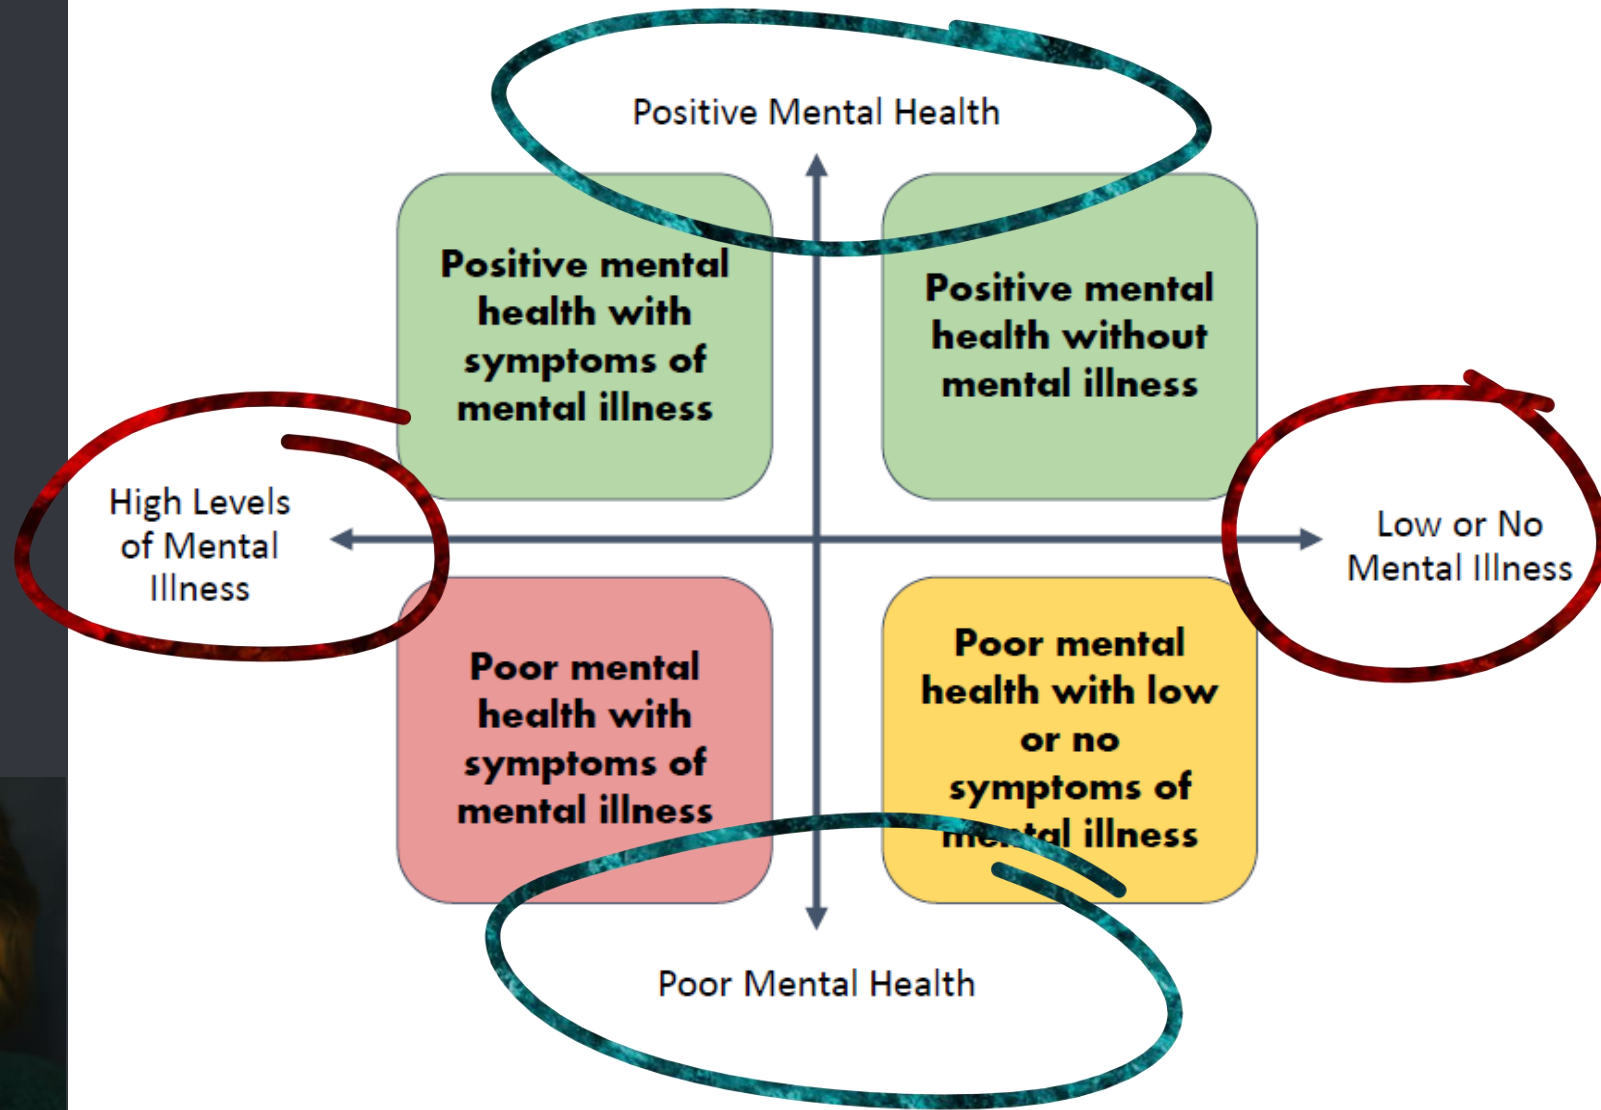 Positive Mental Health
Positive mental
health with
symptoms of
mental illness
Positive mental
health without
mental illness
High Levels
of Mental
Illness
Low or No
Mental Illness
Poor mental
health with
symptoms of
mental illness
Poor mental
health with low
or no
symptoms of
mental illness
Poor Mental Health